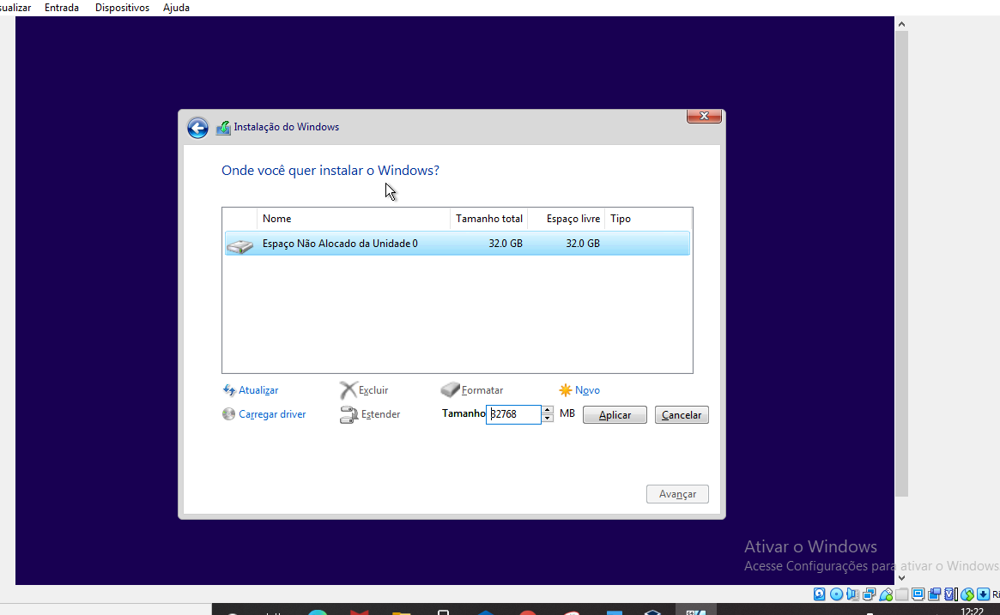 sualizar Entrada Dispositivos Ajuda
Instalação do Windows
Onde você quer instalar o Windows?
Nome Tamanho total Espaço livre Tipo
Espaço Não Alocado da Unidade 0 32.0 GB 32.0 GB
Atualizar Excluir Formatar Novo
Carregar driver Estender Tamanho 32768 MB Aplicar Cancelar
Avançar
Ativar o Windows
Acesse Configurações para ativar o Windows
Ri
12:22